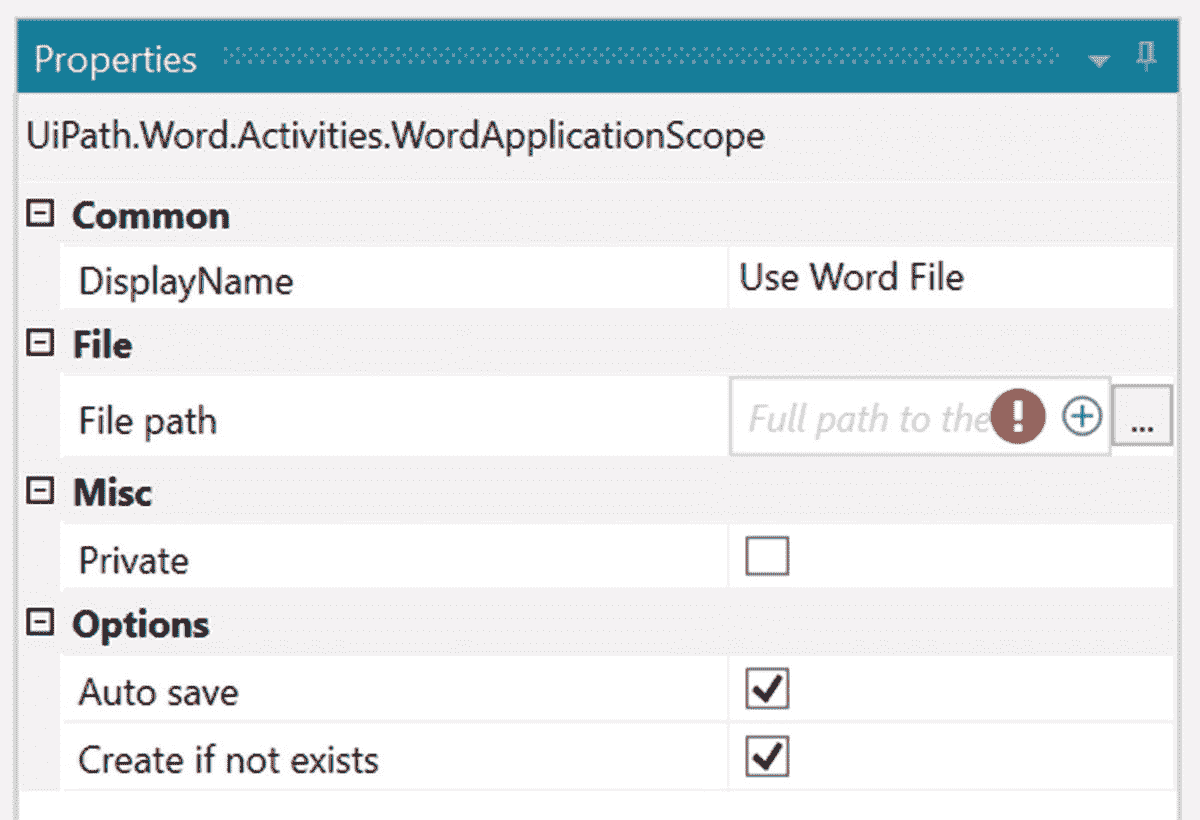 Properties
UiPath.Word.Activities.WordApplicationScope
Common
DisplayName Use Word File
File
File path Full path to the ! ...
Misc
Private
Options
Auto save
Create if not exists